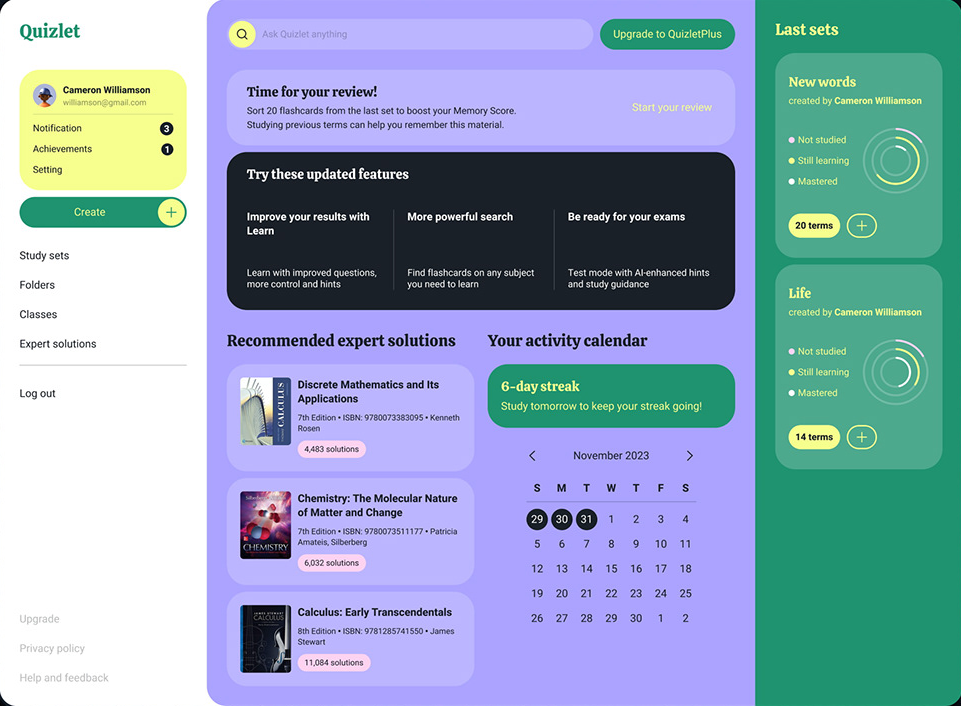 Quizlet
Cameron Williamson
williamson@gmail.com
Notification 3
Achievements 1
Setting
Create
Study sets
Folders
Classes
Expert solutions
Log out
Upgrade
Privacy policy
Help and feedback
Ask Quizlet anything
Upgrade to QuizletPlus
Time for your review!
Sort 20 flashcards from the last set to boost your Memory Score.
Studying previous terms can help you remember this material.
Start your review
Try these updated features
Improve your results with
Learn
Learn with improved questions,
more control and hints
More powerful search
Find flashcards on any subject
you need to learn
Be ready for your exams
Test mode with AI-enhanced hints
and study guidance
Recommended expert solutions
CALCULUS
Discrete Mathematics and Its
Applications
7th Edition • ISBN: 9780073383095 • Kenneth
Rosen
4,483 solutions
CHEMISTRY
Chemistry: The Molecular Nature
of Matter and Change
7th Edition • ISBN: 9780073511177 • Patricia
Amateis, Silberberg
6,032 solutions
JAMES STEWART
CALCULUS
Calculus: Early Transcendentals
8th Edition • ISBN: 9781285741550 • James
Stewart
11,084 solutions
Your activity calendar
6-day streak
Study tomorrow to keep your streak going!
November 2023
S M T W T F S
29 30 31 1 2 3 4
5 6 7 8 9 10 11
12 13 14 15 16 17 18
19 20 21 22 23 24 25
26 27 28 29 30 1 2
Last sets
New words
created by Cameron Williamson
Not studied
Still learning
Mastered
20 terms
Life
created by Cameron Williamson
Not studied
Still learning
Mastered
14 terms